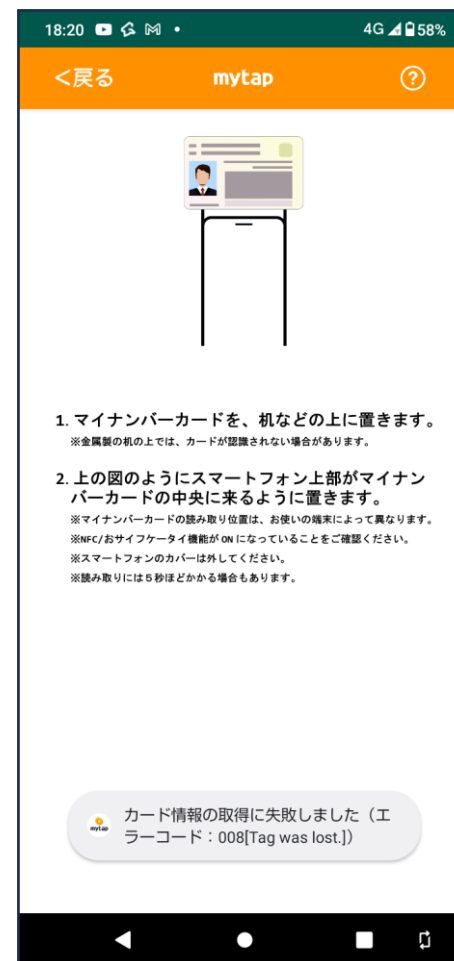 18:20
4G 58%
<戻る mytap ?
1. マイナンバーカードを、机などの上に置きます。
※金属製の机の上では、カードが認識されない場合があります。
2. 上の図のようにスマートフォン上部がマイナン
バーカードの中央に来るように置きます。
※マイナンバーカードの読み取り位置は、お使いの端末によって異なります。
※NFC/おサイフケータイ機能が ON になっていることをご確認ください。
※スマートフォンのカバーは外してください。
※読み取りには５秒ほどかかる場合もあります。
mytap
カード情報の取得に失敗しました（エ
ラーコード：008[Tag was lost.]）